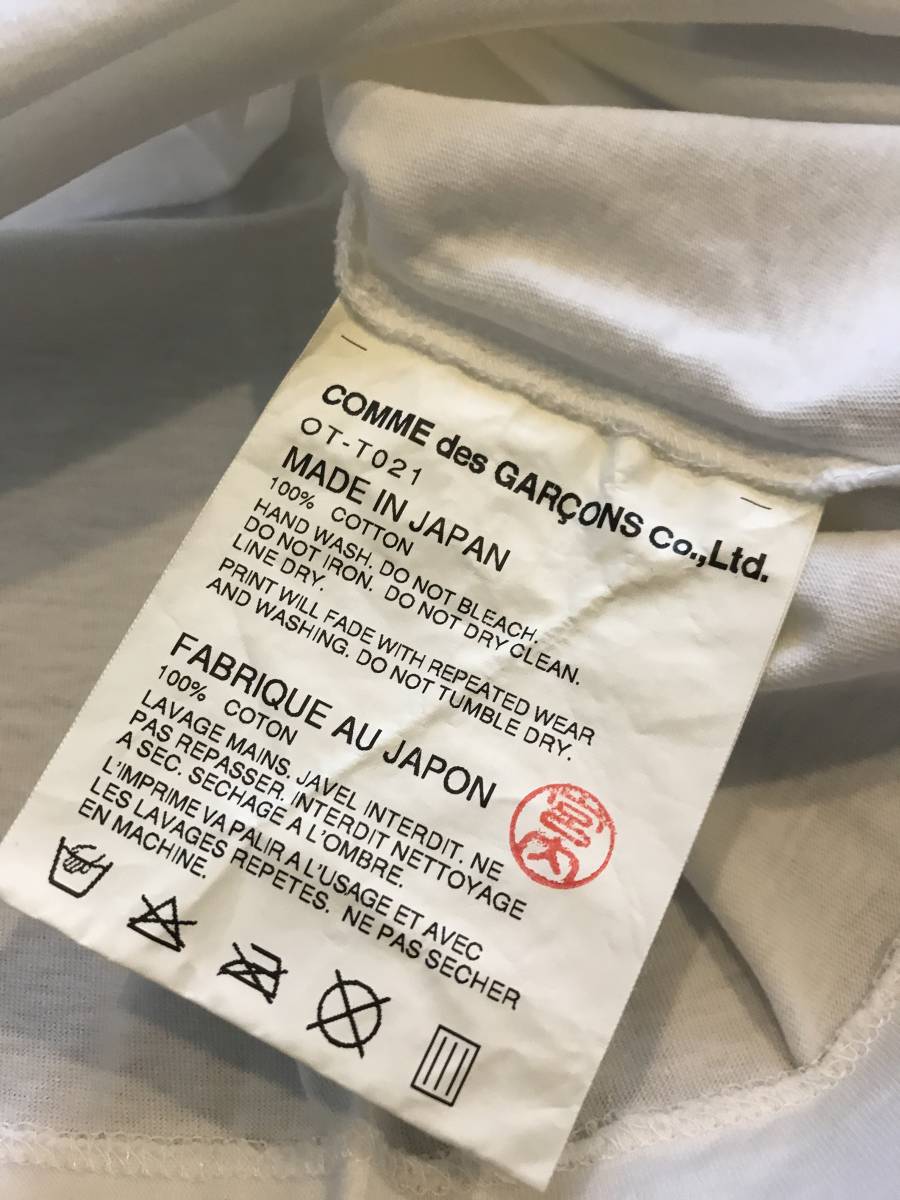 COMME des GARÇONS Co.,Ltd.
OT-T021
MADE IN JAPAN
100% COTTON
HAND WASH. DO NOT BLEACH.
DO NOT IRON. DO NOT DRY CLEAN.
LINE DRY.
PRINT WILL FADE WITH REPEATED WEAR
AND WASHING. DO NOT TUMBLE DRY.
FABRIQUE AU JAPON
100% COTON
LAVAGE MAINS. JAVEL INTERDIT. NE
PAS REPASSER. INTERDIT NETTOYAGE
A SEC. SECHAGE A L'OMBRE.
L'IMPRIME VA PALIR A L'USAGE ET AVEC
LES LAVAGES REPETES. NE PAS SECHER
EN MACHINE.